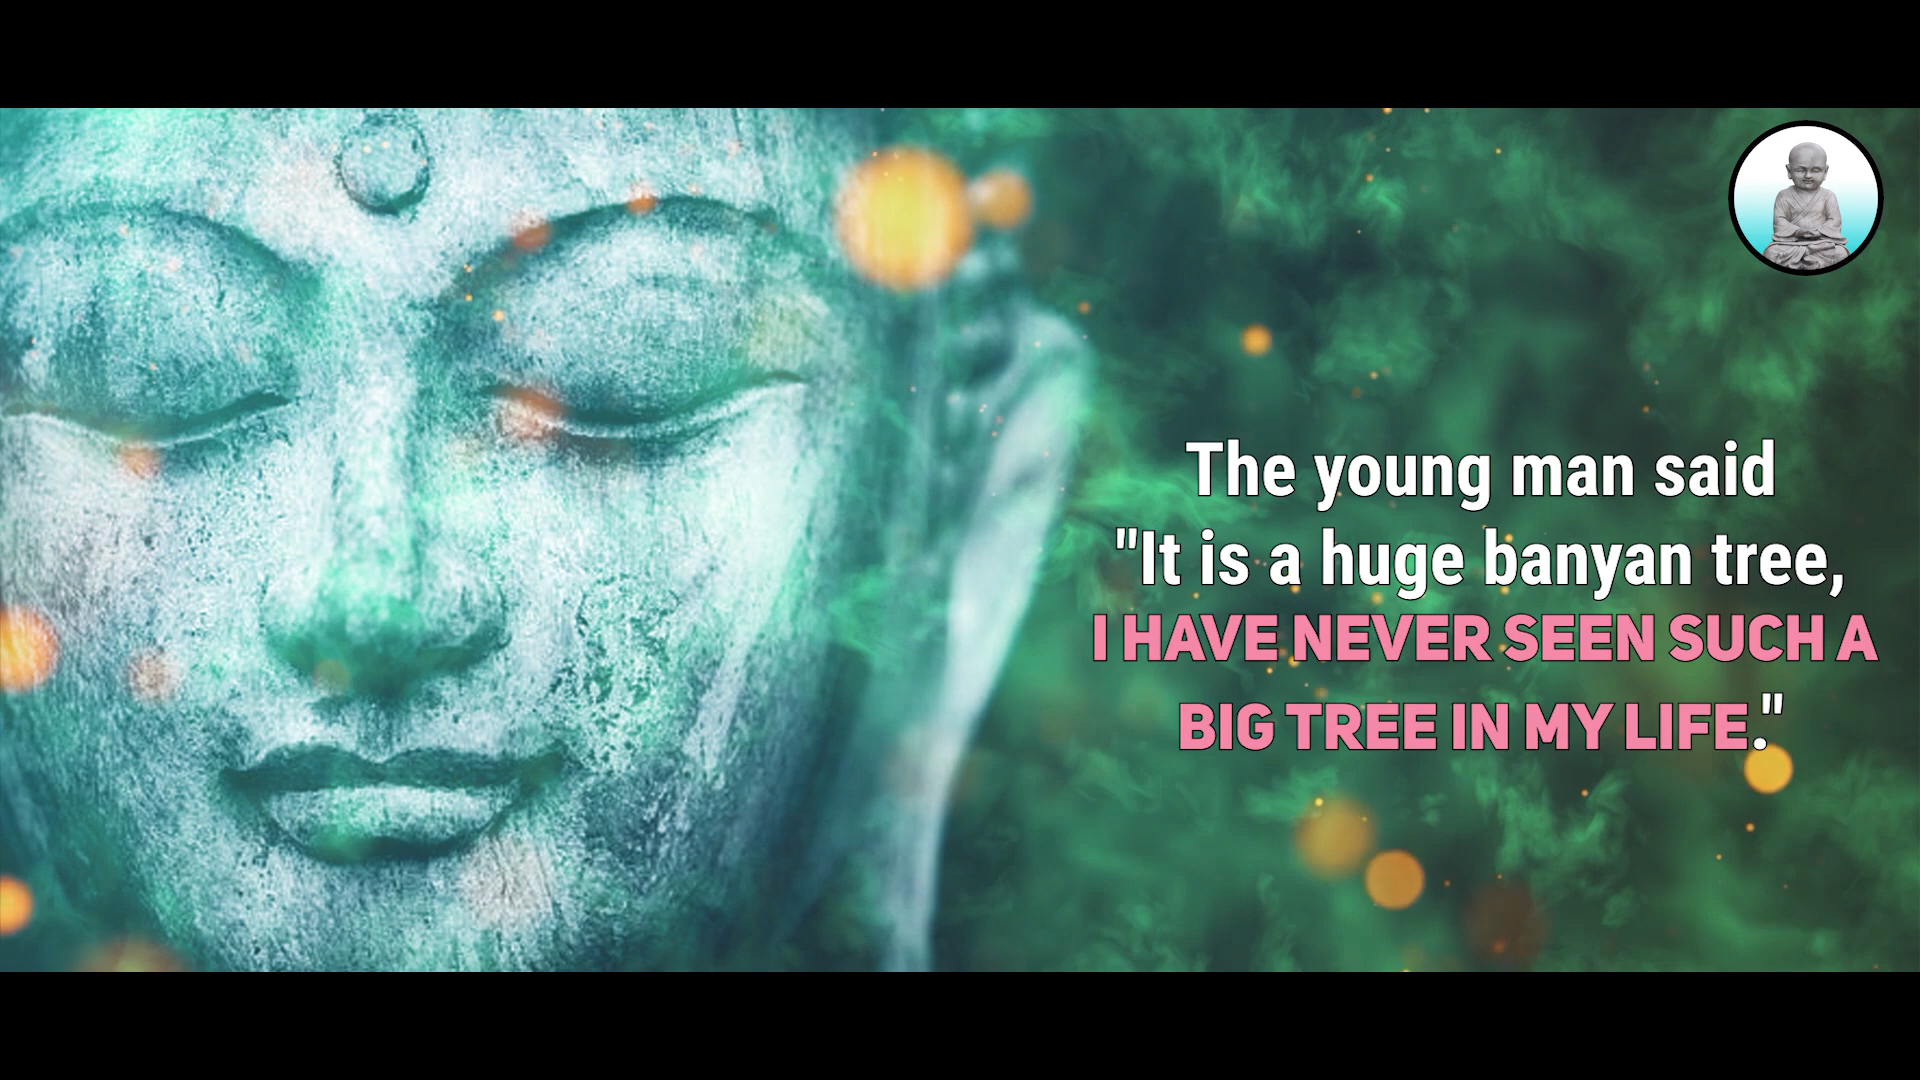 The young man said
"It is a huge banyan tree,
I HAVE NEVER SEEN SUCH A
BIG TREE IN MY LIFE."